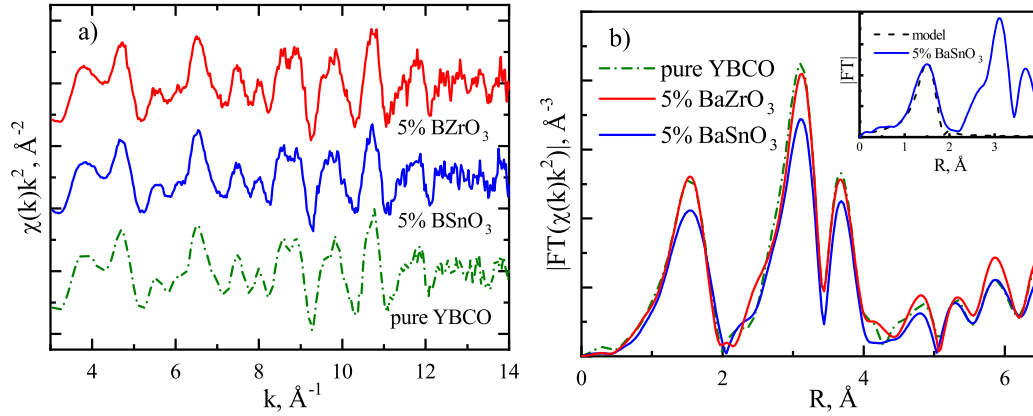 a)
χ(k)k², Å⁻²
5% BZrO₃
5% BSnO₃
pure YBCO
4 6 8 10 12 14
k, Å⁻¹
b)
|FT(χ(k)k²)|, Å⁻³
pure YBCO
5% BaZrO₃
5% BaSnO₃
0 2 4 6
R, Å
|FT|
model
5% BaSnO₃
0 1 2 3
R, Å